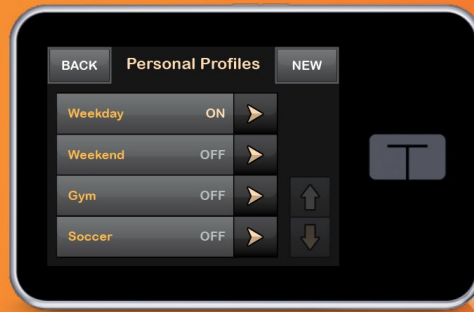 BACK Personal Profiles NEW
Weekday ON
Weekend OFF
Gym OFF
Soccer OFF